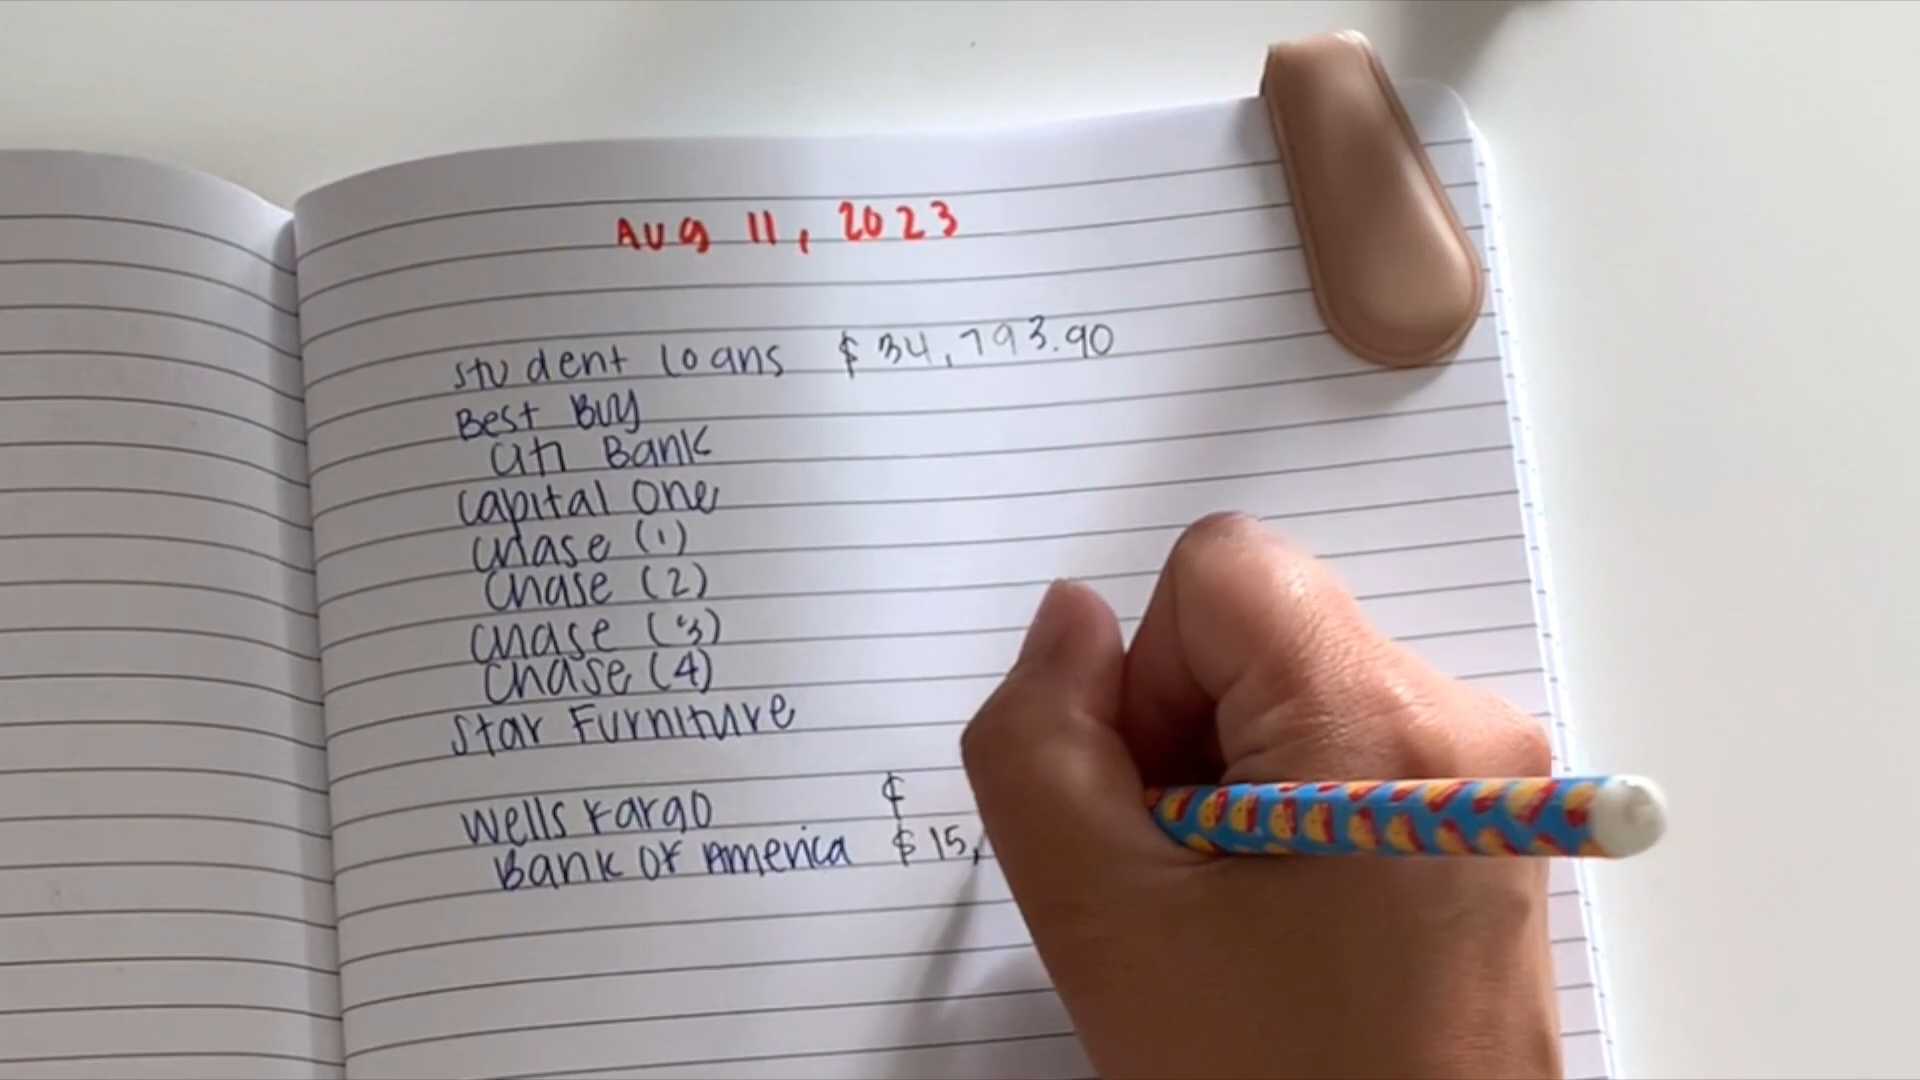 Aug 11, 2023
student loans $34,793.90
Best Buy
Citi Bank
Capital One
Chase (1)
Chase (2)
Chase (3)
Chase (4)
Star Furniture
Wells Fargo $
Bank of America $15,